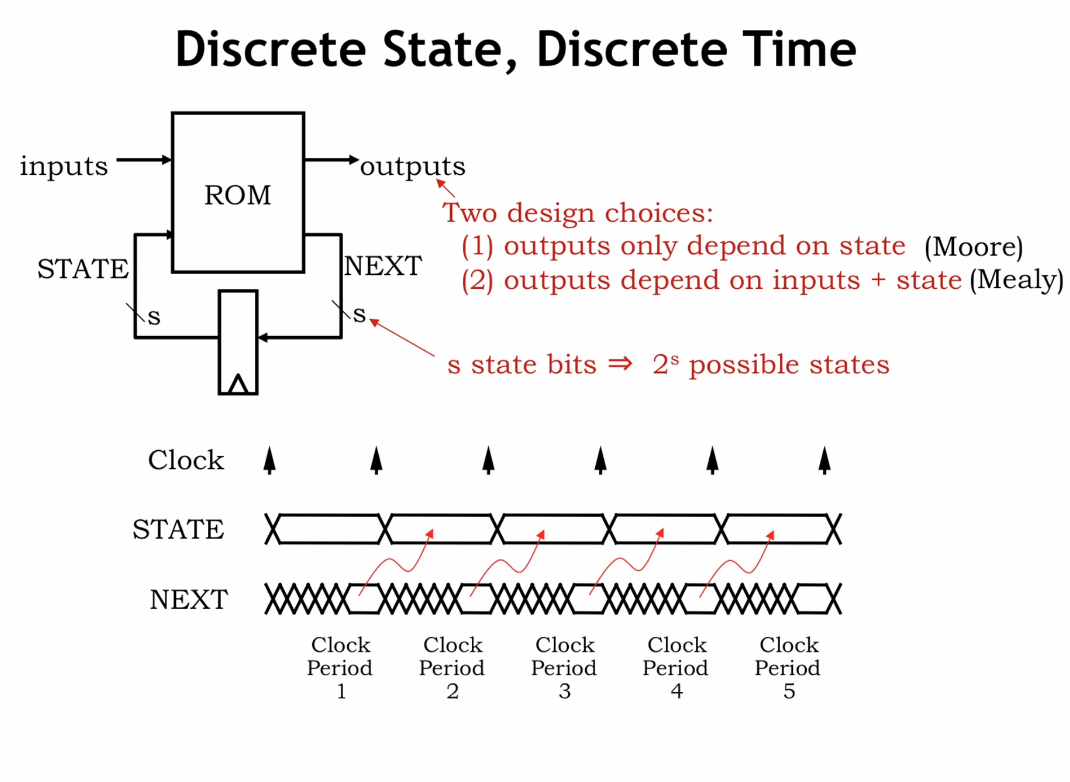 Discrete State, Discrete Time
inputs
ROM
outputs
Two design choices:
(1) outputs only depend on state (Moore)
(2) outputs depend on inputs + state (Mealy)
STATE
NEXT
s
s
s state bits ⇒ 2ˢ possible states
Clock
STATE
NEXT
Clock Clock Clock Clock Clock
Period Period Period Period Period
1 2 3 4 5